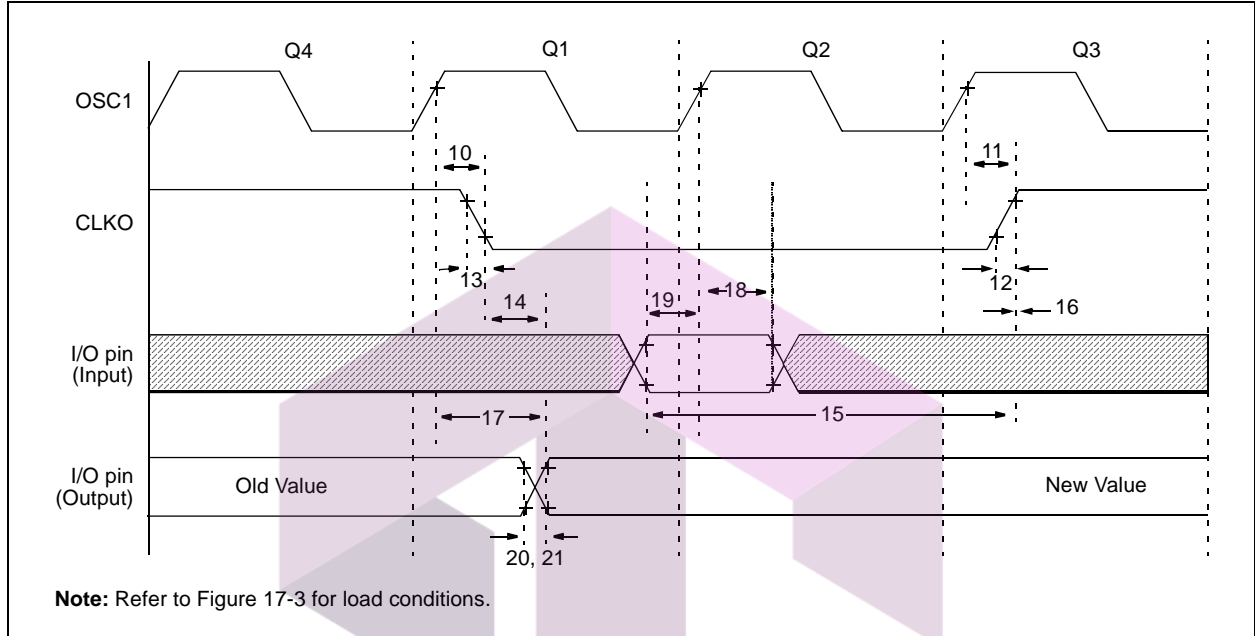 Q4 Q1 Q2 Q3
OSC1
10 11
CLKO
13 12
14 19 18 16
I/O pin
(Input)
17 15
I/O pin
(Output)
Old Value New Value
20, 21
Note: Refer to Figure 17-3 for load conditions.